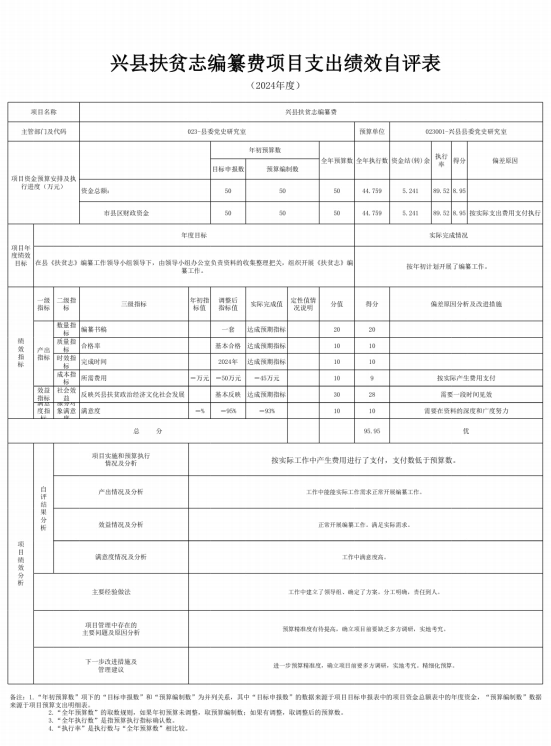 兴县扶贫志编纂费项目支出绩效自评表
（2024年度）
项目名称 兴县扶贫志编纂费
主管部门及代码 023-县委党史研究室 预算单位 023001-兴县县委党史研究室
项目资金预算安排及执行进度（万元） 年初预算数 全年预算数 全年执行数 资金结(转)余 执行率 得分 偏差原因
目标申报数 预算编制数
资金总额： 50 50 50 44.759 5.241 89.52 8.95
市县区财政资金 50 50 50 44.759 5.241 89.52 8.95 按实际支出费用支付执行
项目年度绩效目标 年度目标 实际完成情况
在县《扶贫志》编纂工作领导小组领导下，由领导小组办公室负责资料的收集整理把关，组织开展《扶贫志》编纂工作。 按年初计划开展了编纂工作。
绩效指标 一级指标 二级指标 三级指标 年初指标值 调整后指标值 实际完成值 定性值情况说明 分值 得分 偏差原因分析及改进措施
产出指标 数量指标 编纂书稿 一套 达成预期指标 20 20
质量指标 合格率 基本合格 达成预期指标 10 10
时效指标 完成时间 2024年 达成预期指标 10 10
成本指标 所需费用 =万元 =50万元 =45万元 10 9 按实际产生费用支付
效益指标 社会效益 反映兴县扶贫政治经济文化社会发展 基本反映 达成预期指标 30 28 需要一段时间见效
满意度指标 服务对象满意度 满意度 =% =95% =93% 10 10 需要在资料的深度和广度努力
总 分 95.95 优
项目绩效分析 自评结果分析 项目实施和预算执行情况及分析 按实际工作中产生费用进行了支付，支付数低于预算数。
产出情况及分析 工作中能能实际工作需求正常开展编纂工作。
效益情况及分析 正常开展编纂工作，满足实际需求。
满意度情况及分析 工作中满意度高。
主要经验做法 工作中建立了领导组，确定了方案，分工明确，责任到人。
项目管理中存在的主要问题及原因分析 预算精准度有待提高，确立项目前要缺乏多方调研，实地考究。
下一步改进措施及管理建议 进一步预算精准度，确立项目前要多方调研，实地考究，精细化预算。
备注：1.“年初预算数”项下的“目标申报数”和“预算编制数”为并列关系，其中“目标申报数”的数据来源于项目目标申报表中的项目资金总额表中的年度资金，“预算编制数”数据来源于项目预算支出明细表。
2.“全年预算数”的取数规则，如果年初预算未调整，取预算编制数；如果有调整，取调整后的预算数。
3.“全年执行数”是指预算执行指标确认数。
4.“执行率”是执行数与“全年预算数”相比较。